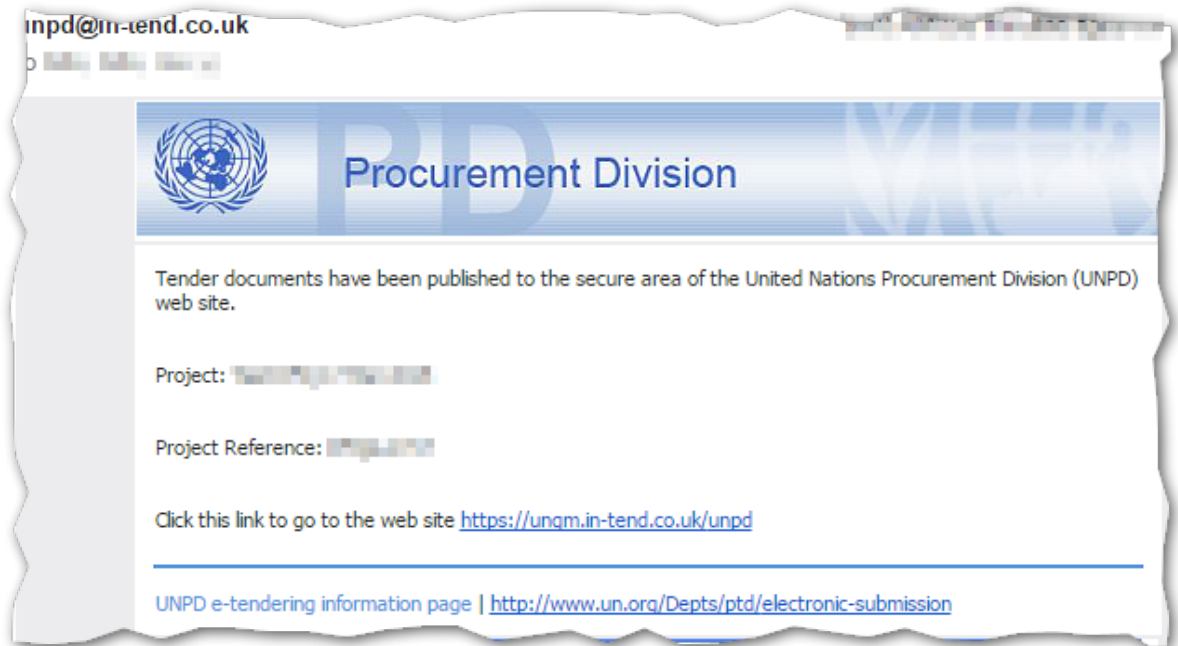 unpd@in-tend.co.uk
Procurement Division
Tender documents have been published to the secure area of the United Nations Procurement Division (UNPD)
web site.
Project:
Project Reference:
Click this link to go to the web site https://ungm.in-tend.co.uk/unpd
UNPD e-tendering information page | http://www.un.org/Depts/ptd/electronic-submission